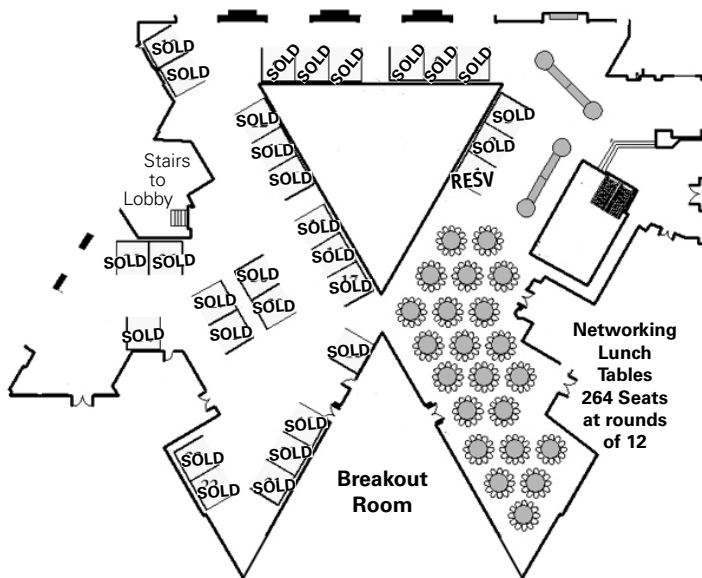 SOLD
SOLD
SOLD
SOLD
SOLD
SOLD
SOLD
SOLD
SOLD
SOLD
SOLD
SOLD
SOLD
RESV
Stairs
to
Lobby
SOLD
SOLD
SOLD
SOLD
SOLD
SOLD
SOLD
SOLD
SOLD
SOLD
SOLD
Networking
Lunch
Tables
264 Seats
at rounds
of 12
SOLD
SOLD
SOLD
SOLD
SOLD
Breakout
Room